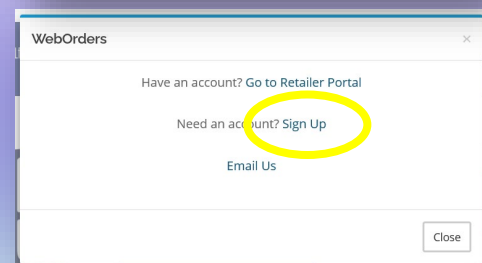 WebOrders ×
Have an account? Go to Retailer Portal
Need an account? Sign Up
Email Us
Close